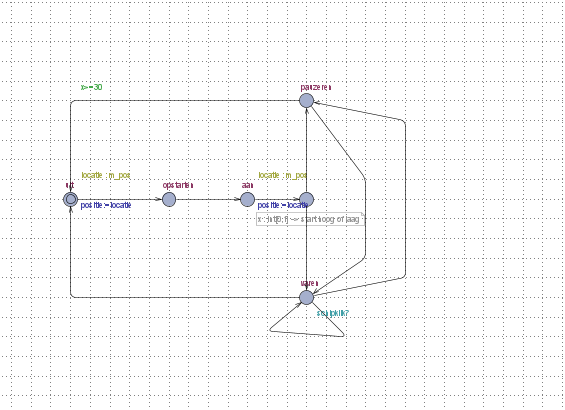 x>=30
pauzeren
locatie : m_pos
locatie : m_pos
uit
opstarten
aan
positie:=locatie
positie:=locatie
x : int[0,1] -> start hoog of laag
varen